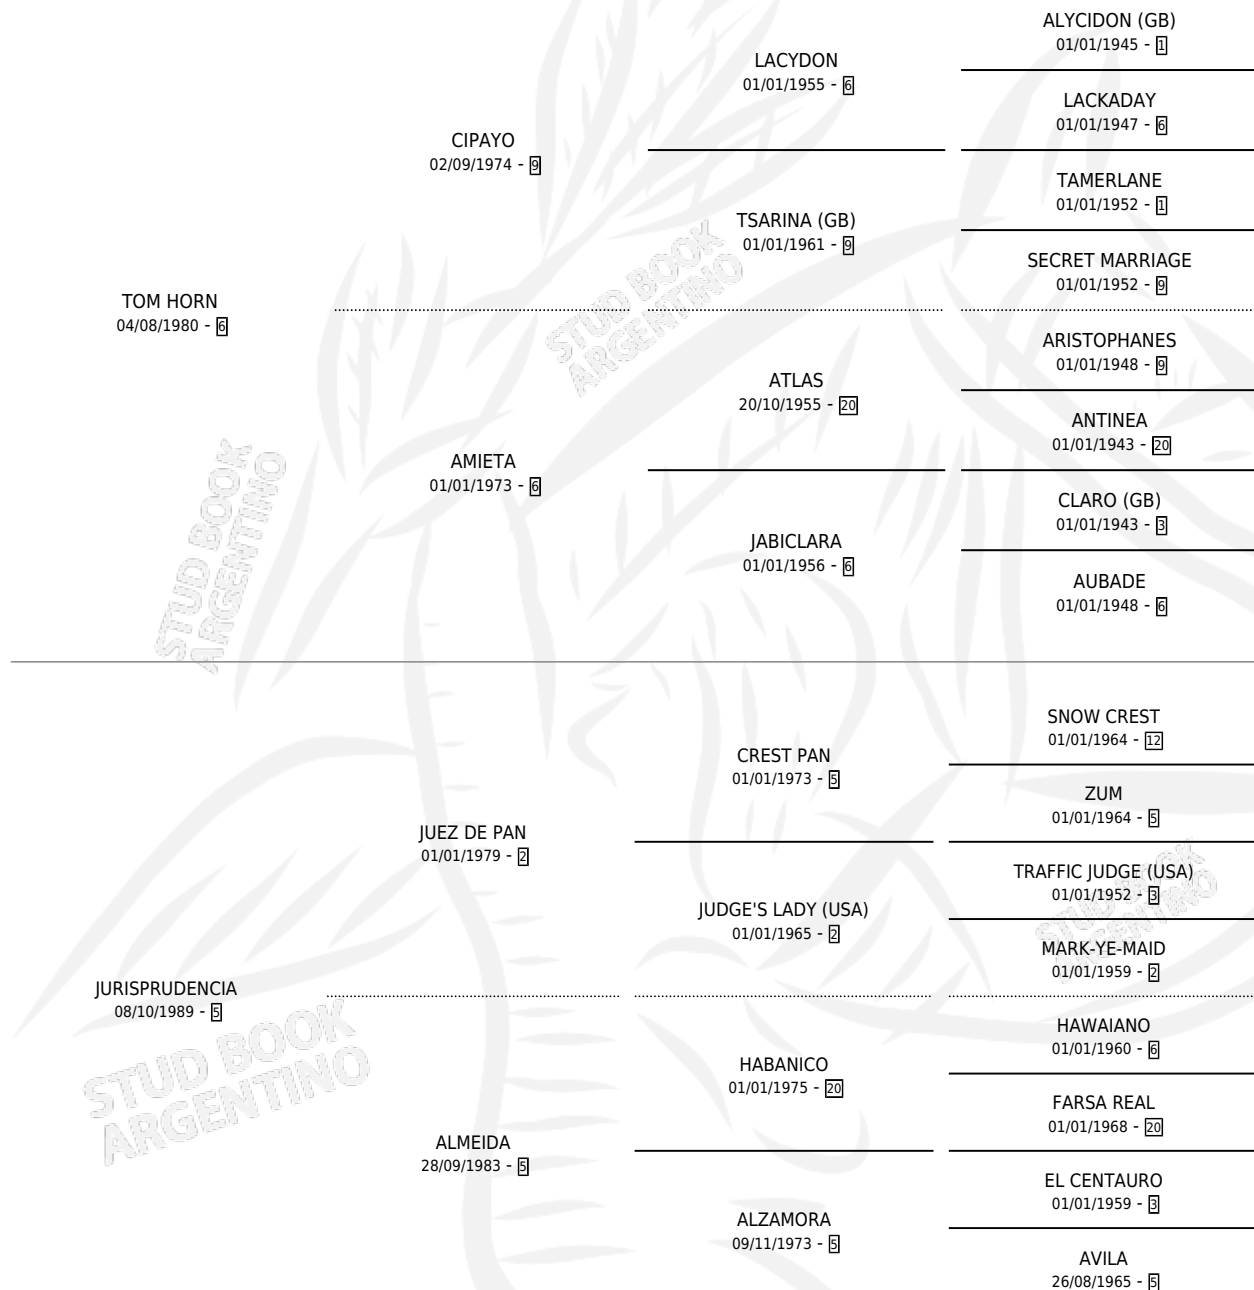 ALYCIDON (GB)
01/01/1945 - 1
LACYDON
01/01/1955 - 6
LACKADAY
01/01/1947 - 6
CIPAYO
02/09/1974 - 9
TAMERLANE
01/01/1952 - 1
TSARINA (GB)
01/01/1961 - 9
SECRET MARRIAGE
01/01/1952 - 9
TOM HORN
04/08/1980 - 6
ARISTOPHANES
01/01/1948 - 9
ATLAS
20/10/1955 - 20
ANTINEA
01/01/1943 - 20
AMIETA
01/01/1973 - 6
CLARO (GB)
01/01/1943 - 3
JABICLARA
01/01/1956 - 6
AUBADE
01/01/1948 - 6
SNOW CREST
01/01/1964 - 12
CREST PAN
01/01/1973 - 5
ZUM
01/01/1964 - 5
JUEZ DE PAN
01/01/1979 - 2
TRAFFIC JUDGE (USA)
01/01/1952 - 3
JUDGE'S LADY (USA)
01/01/1965 - 2
MARK-YE-MAID
01/01/1959 - 2
JURISPRUDENCIA
08/10/1989 - 5
HAWAIANO
01/01/1960 - 6
HABANICO
01/01/1975 - 20
FARSA REAL
01/01/1968 - 20
ALMEIDA
28/09/1983 - 5
EL CENTAURO
01/01/1959 - 3
ALZAMORA
09/11/1973 - 5
AVILA
26/08/1965 - 5
STUD BOOK
ARGENTINO
STUD BOOK
ARGENTINO
STUD BOOK
ARGENTINO
STUD BOOK
ARGENTINO